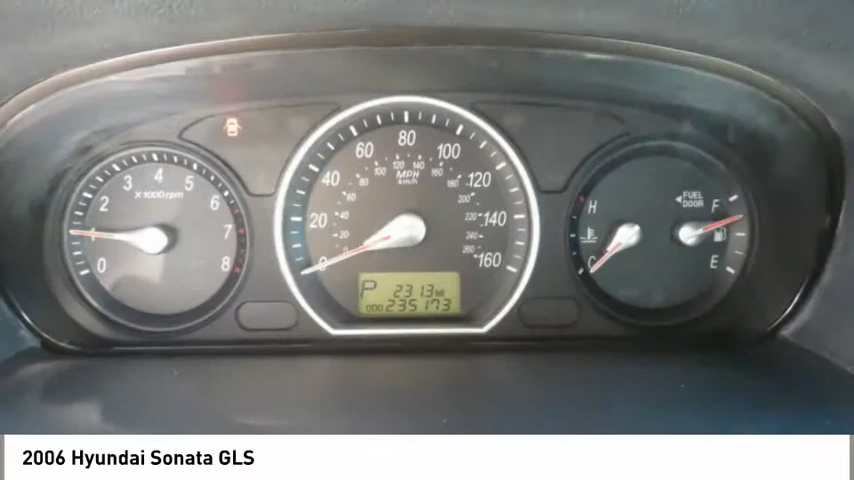 0 1 2 3 4 5 6 7 8
X1000rpm
0 20 40 60 80 100 120 140 160
MPH
km/h
0 20 40 60 80 100 120 140 160 180 200 220 240 260
P 2313MI
ODO 235173
H
C
FUEL
DOOR
F
E
2006 Hyundai Sonata GLS